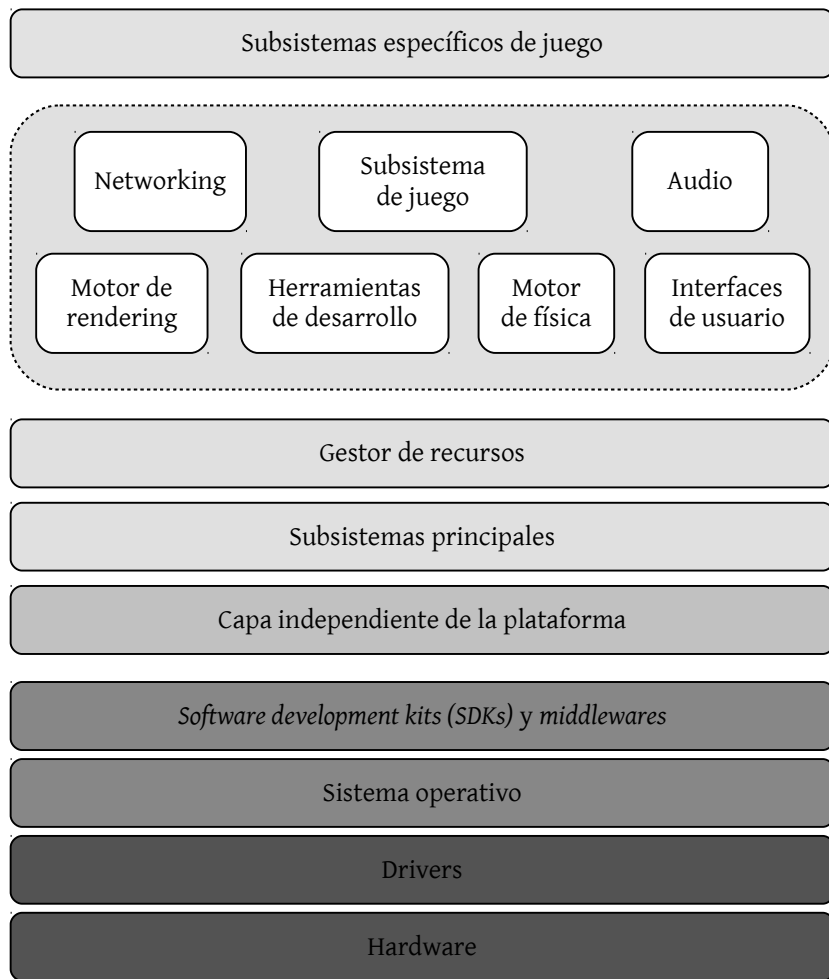 Subsistemas específicos de juego
Networking
Subsistema
de juego
Audio
Motor de
rendering
Herramientas
de desarrollo
Motor
de física
Interfaces
de usuario
Gestor de recursos
Subsistemas principales
Capa independiente de la plataforma
Software development kits (SDKs) y middlewares
Sistema operativo
Drivers
Hardware